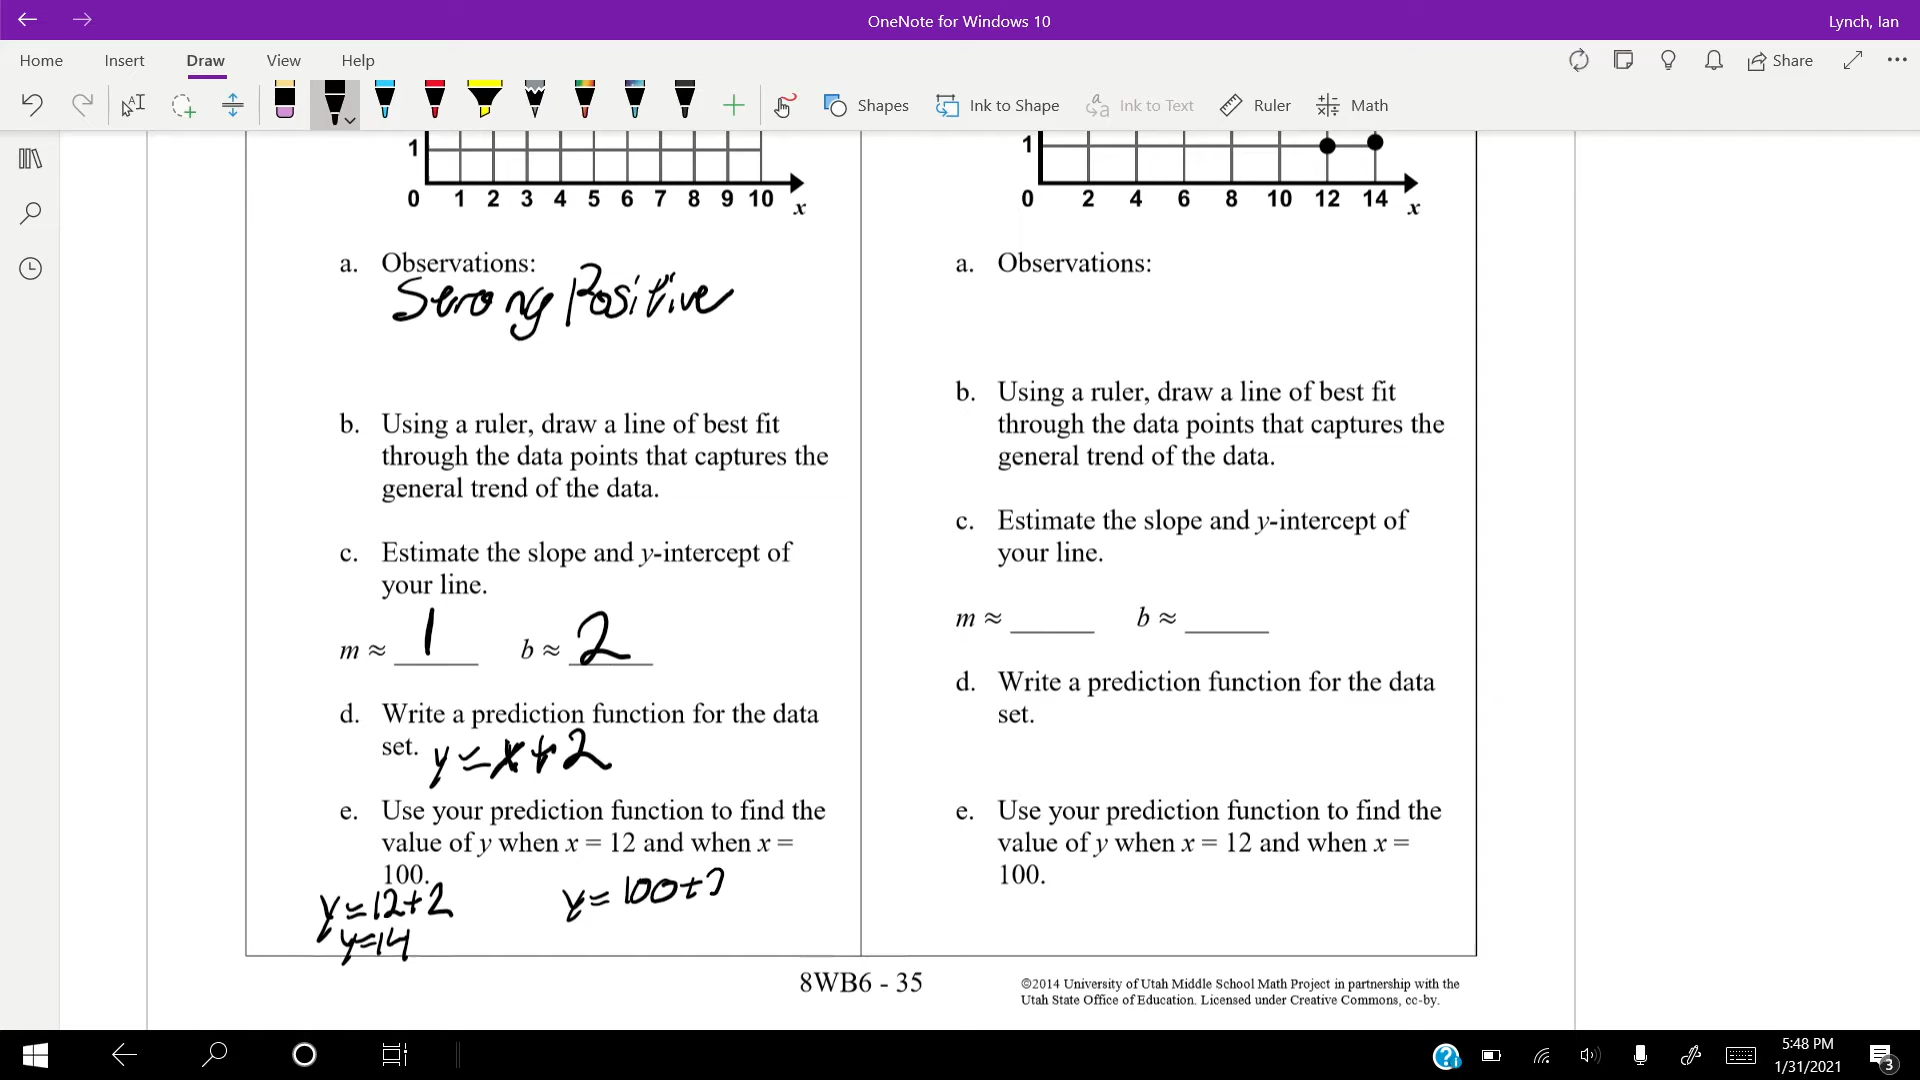 OneNote for Windows 10
Lynch, Ian
Home Insert Draw View Help
Share
Shapes Ink to Shape Ink to Text Ruler Math
1
0 1 2 3 4 5 6 7 8 9 10 x
a. Observations:
Strong Positive
b. Using a ruler, draw a line of best fit
through the data points that captures the
general trend of the data.
c. Estimate the slope and y-intercept of
your line.
m ≈ 1 b ≈ 2
d. Write a prediction function for the data
set. y=x+2
e. Use your prediction function to find the
value of y when x = 12 and when x =
100.
y=12+2 y=100+2
y=14
1
0 2 4 6 8 10 12 14 x
a. Observations:
b. Using a ruler, draw a line of best fit
through the data points that captures the
general trend of the data.
c. Estimate the slope and y-intercept of
your line.
m ≈ ______ b ≈ ______
d. Write a prediction function for the data
set.
e. Use your prediction function to find the
value of y when x = 12 and when x =
100.
8WB6 - 35
©2014 University of Utah Middle School Math Project in partnership with the
Utah State Office of Education. Licensed under Creative Commons, cc-by.
5:48 PM
1/31/2021
3